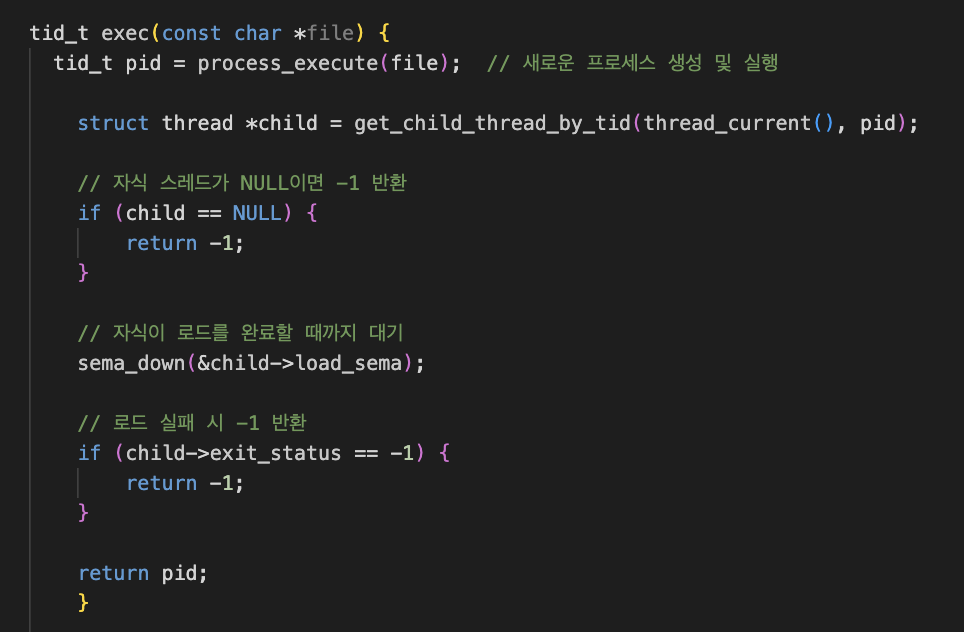 tid_t exec(const char *file) {
  tid_t pid = process_execute(file);  // 새로운 프로세스 생성 및 실행
    struct thread *child = get_child_thread_by_tid(thread_current(), pid);
    // 자식 스레드가 NULL이면 -1 반환
    if (child == NULL) {
        return -1;
    }
    // 자식이 로드를 완료할 때까지 대기
    sema_down(&child->load_sema);
    // 로드 실패 시 -1 반환
    if (child->exit_status == -1) {
        return -1;
    }
    return pid;
    }